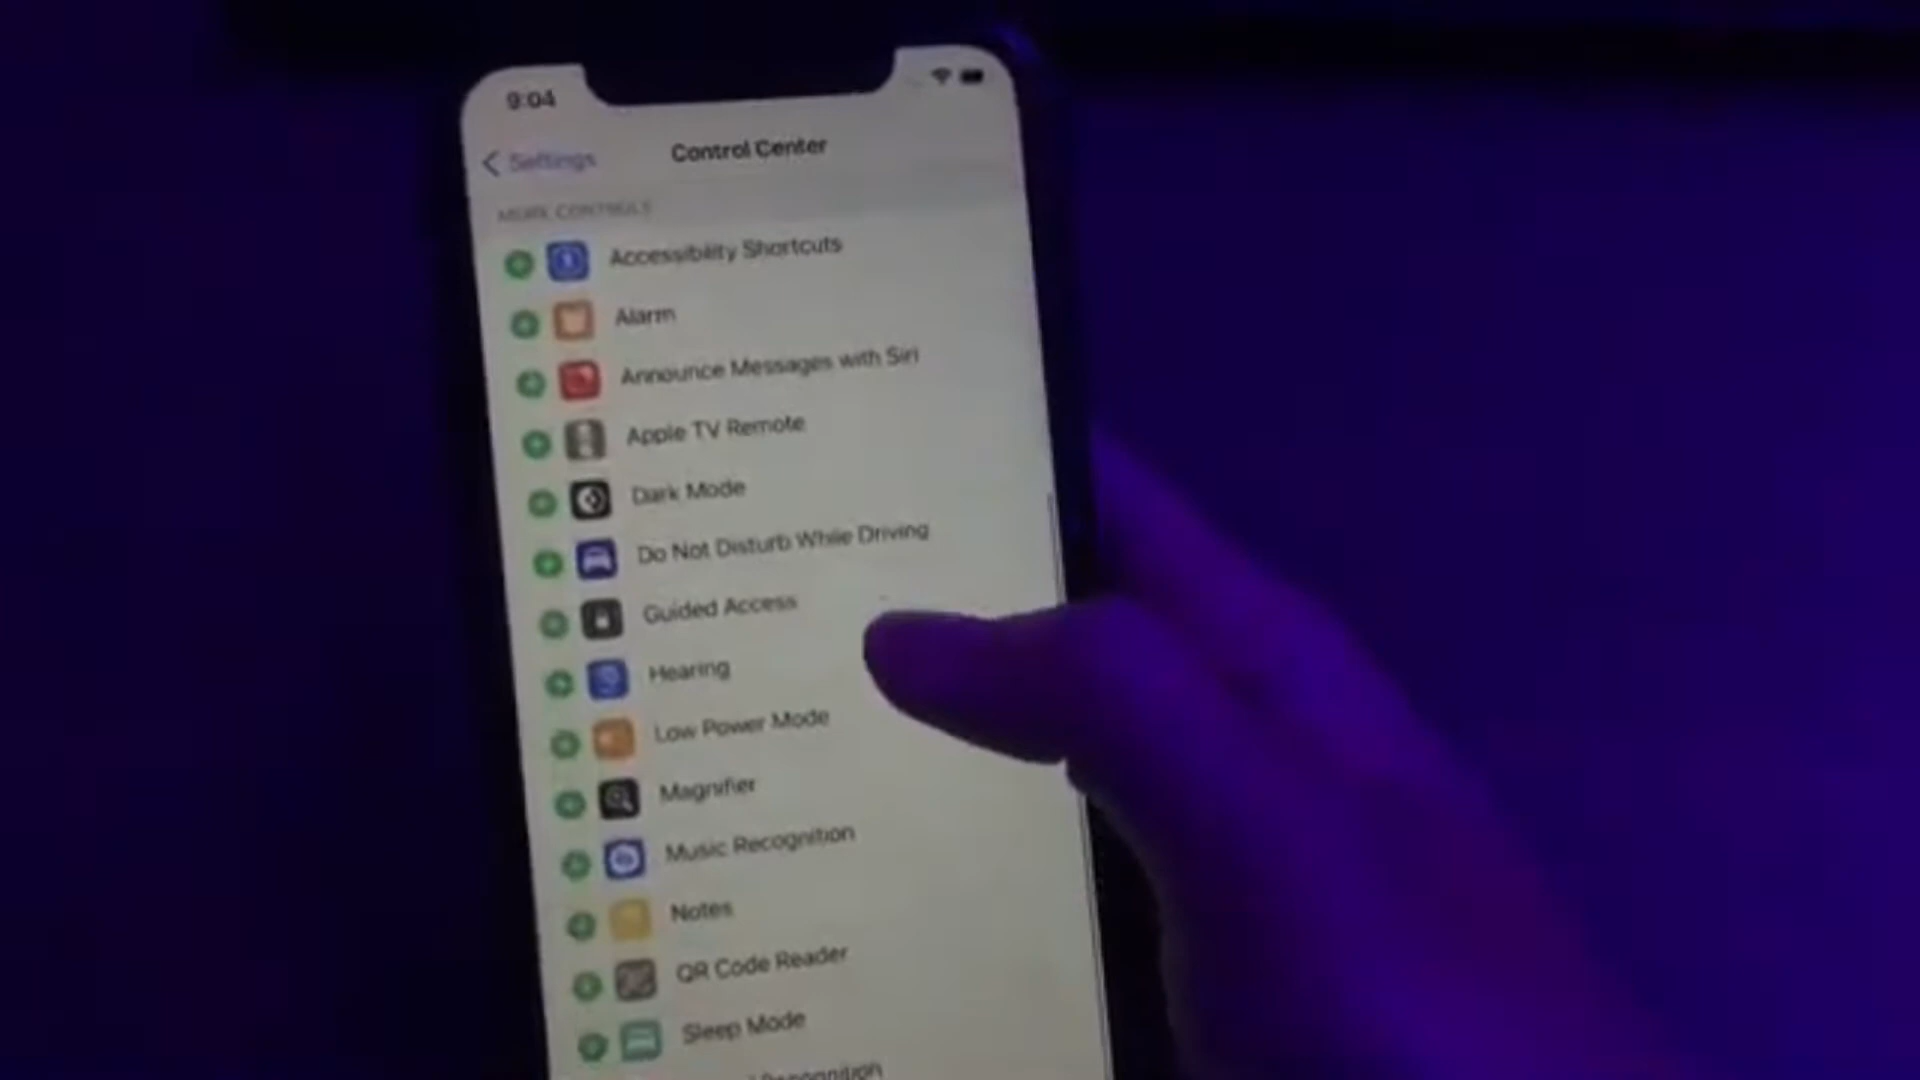 9:04
Settings
Control Center
MORE CONTROLS
Accessibility Shortcuts
Alarm
Announce Messages with Siri
Apple TV Remote
Dark Mode
Do Not Disturb While Driving
Guided Access
Hearing
Low Power Mode
Magnifier
Music Recognition
Notes
QR Code Reader
Sleep Mode
Recognition